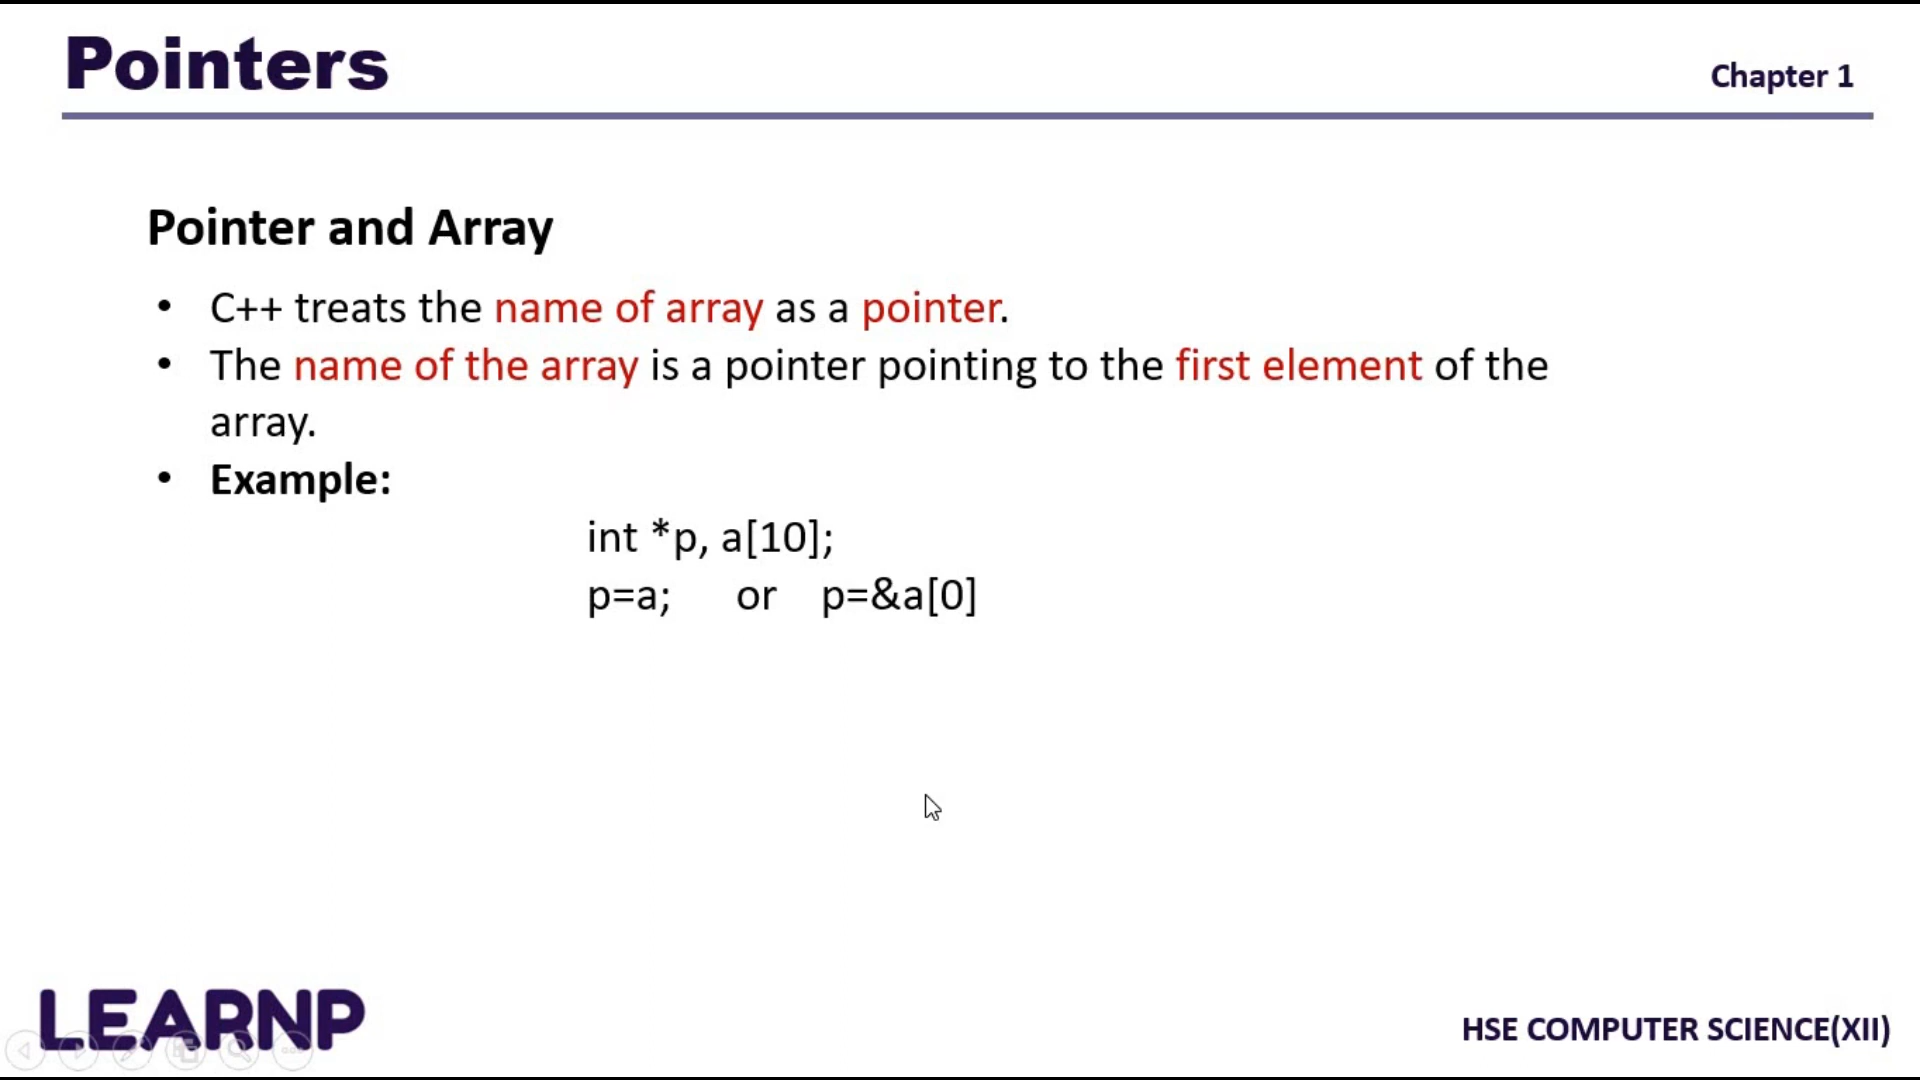 Pointers
Chapter 1
Pointer and Array
• C++ treats the name of array as a pointer.
• The name of the array is a pointer pointing to the first element of the
array.
• Example:
int *p, a[10];
p=a; or p=&a[0]
LEARNP
HSE COMPUTER SCIENCE(XII)